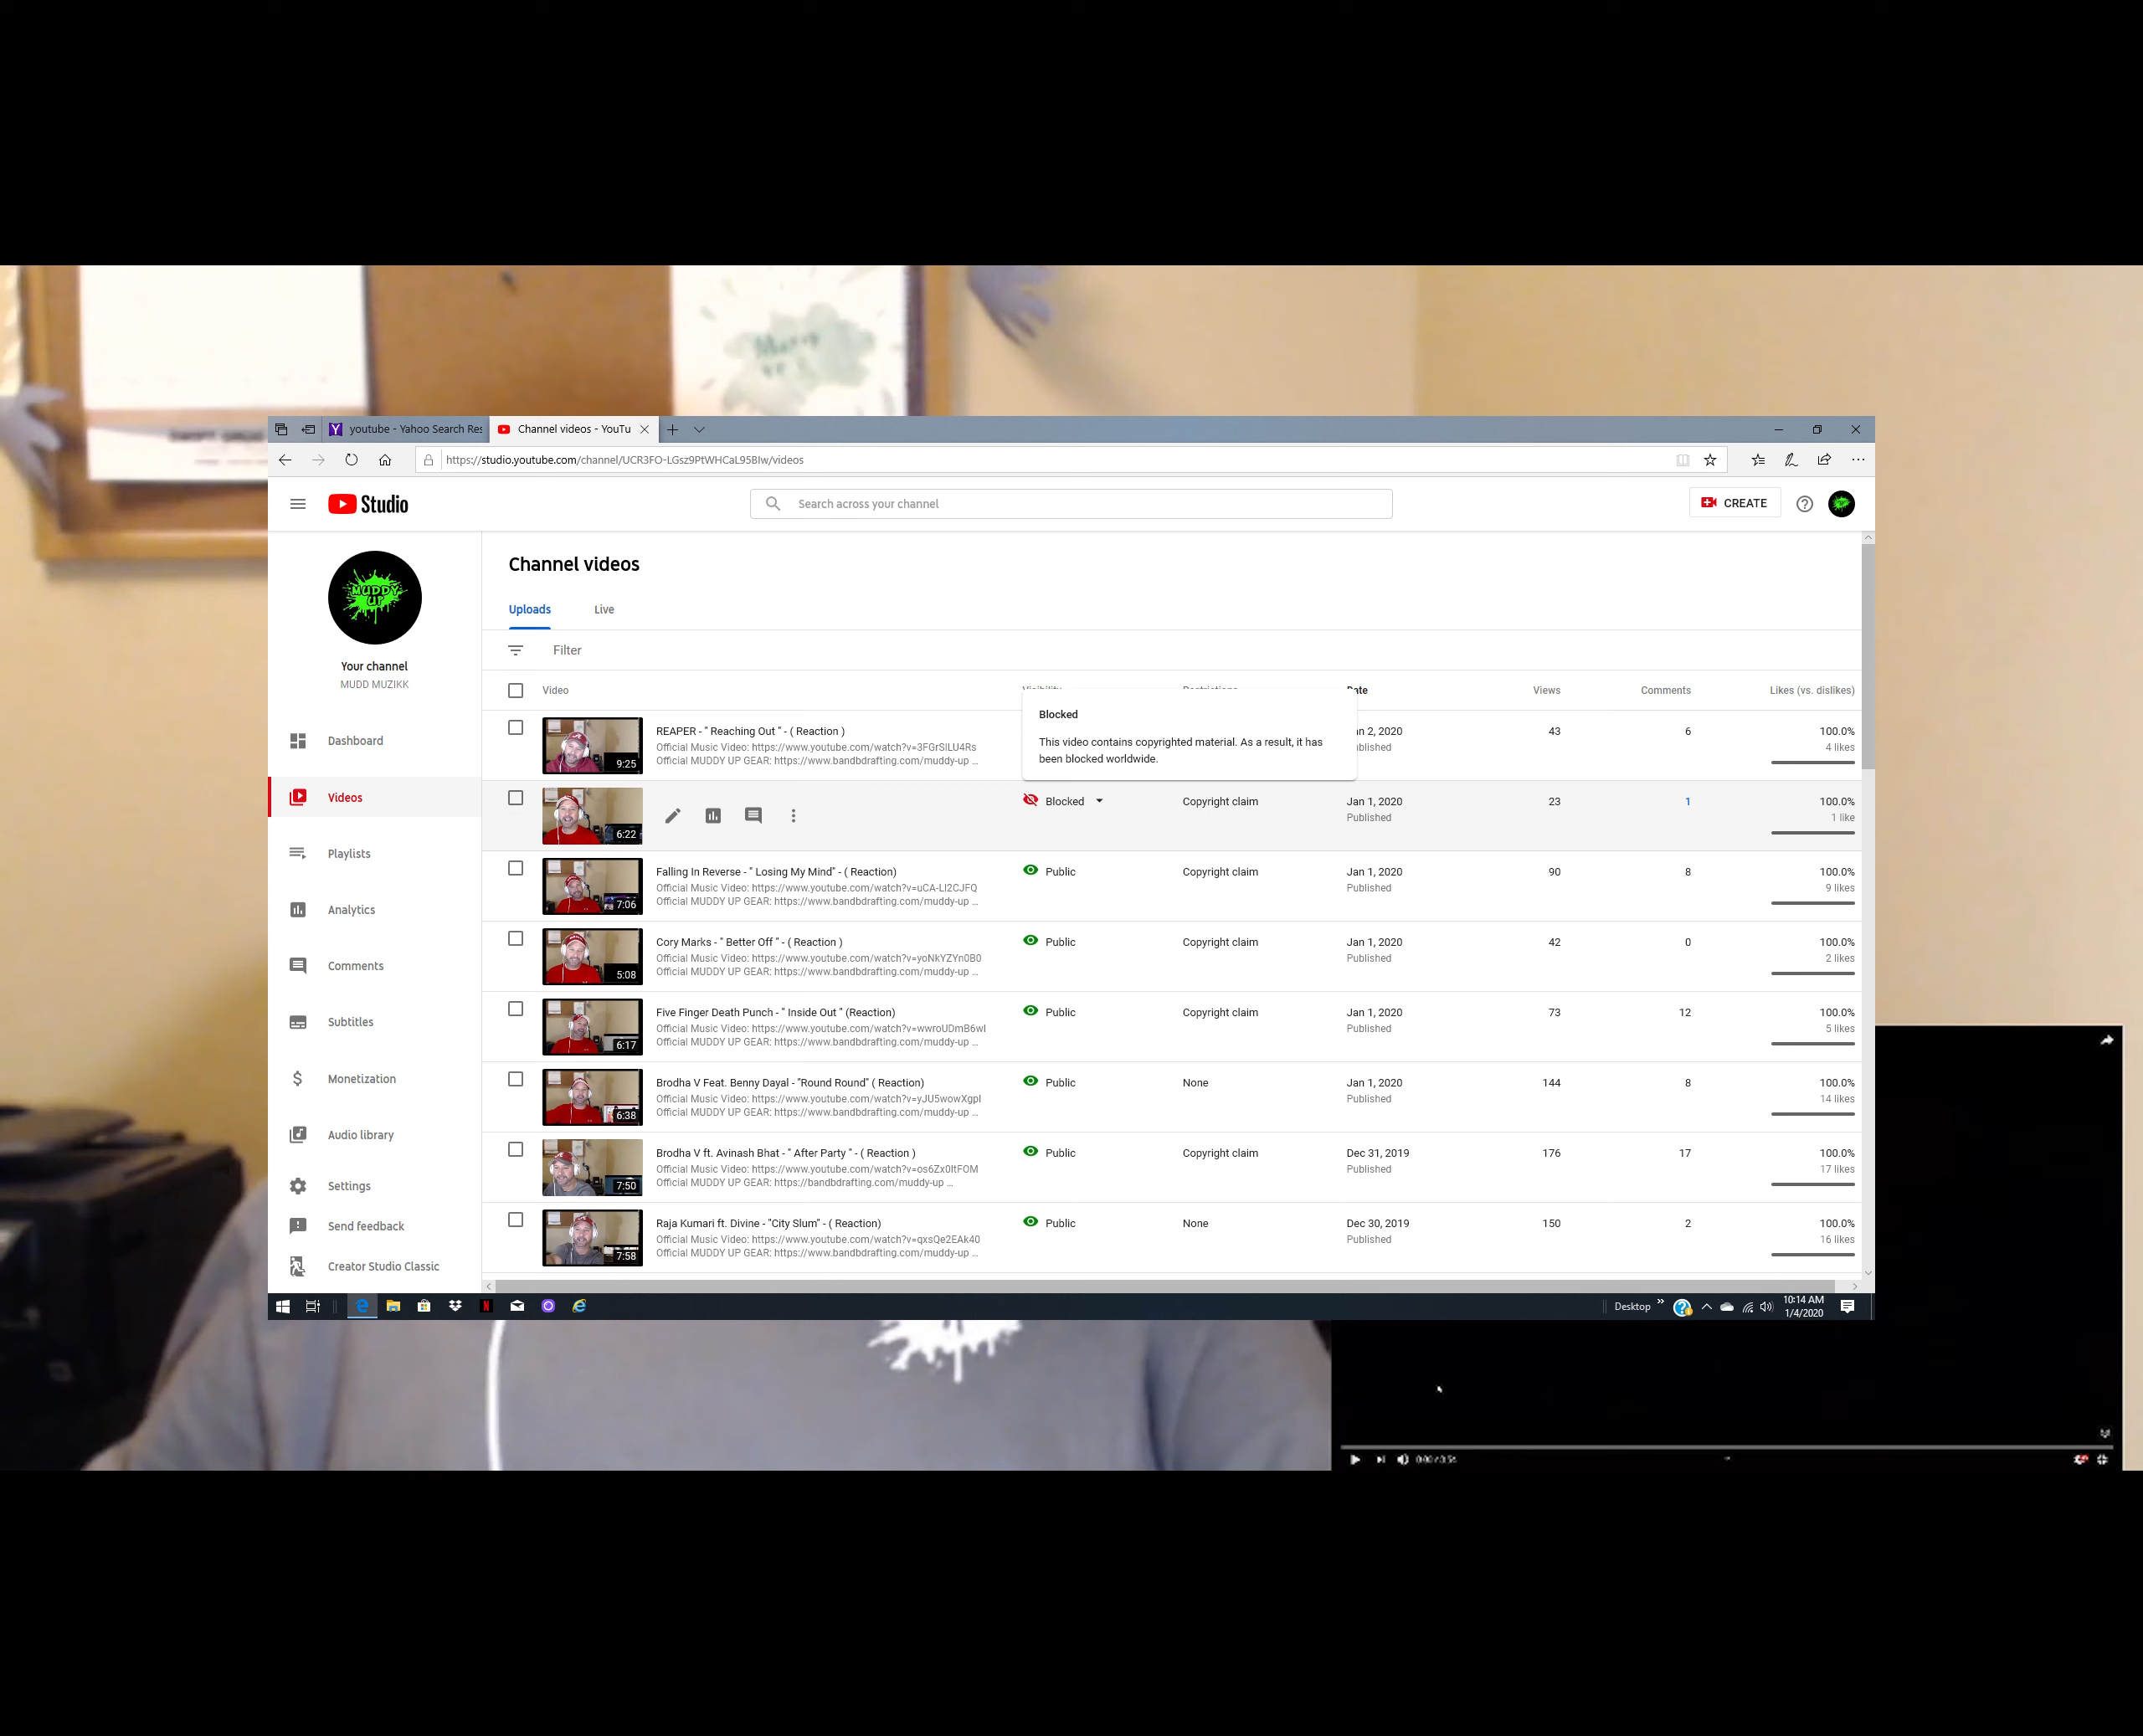 youtube - Yahoo Search Res
Channel videos - YouTu
https://studio.youtube.com/channel/UCR3FO-LGsz9PtWHCaL95BIw/videos
Studio
Search across your channel
CREATE
MUDDY
UP
Your channel
MUDD MUZIKK
Dashboard
Videos
Playlists
Analytics
Comments
Subtitles
Monetization
Audio library
Settings
Send feedback
Creator Studio Classic
Channel videos
Uploads
Live
Filter
Video
Visibility
Restrictions
Date
Views
Comments
Likes (vs. dislikes)
Blocked
This video contains copyrighted material. As a result, it has
been blocked worldwide.
9:25
REAPER - " Reaching Out " - ( Reaction )
Official Music Video: https://www.youtube.com/watch?v=3FGrSILU4Rs
Official MUDDY UP GEAR: https://www.bandbdrafting.com/muddy-up ...
an 2, 2020
ublished
43
6
100.0%
4 likes
6:22
Blocked
Copyright claim
Jan 1, 2020
Published
23
1
100.0%
1 like
7:06
Falling In Reverse - " Losing My Mind" - ( Reaction)
Official Music Video: https://www.youtube.com/watch?v=uCA-LI2CJFQ
Official MUDDY UP GEAR: https://www.bandbdrafting.com/muddy-up ...
Public
Copyright claim
Jan 1, 2020
Published
90
8
100.0%
9 likes
5:08
Cory Marks - " Better Off " - ( Reaction )
Official Music Video: https://www.youtube.com/watch?v=yoNkYZYn0B0
Official MUDDY UP GEAR: https://www.bandbdrafting.com/muddy-up ...
Public
Copyright claim
Jan 1, 2020
Published
42
0
100.0%
2 likes
6:17
Five Finger Death Punch - " Inside Out " (Reaction)
Official Music Video: https://www.youtube.com/watch?v=wwroUDmB6wI
Official MUDDY UP GEAR: https://www.bandbdrafting.com/muddy-up ...
Public
Copyright claim
Jan 1, 2020
Published
73
12
100.0%
5 likes
6:38
Brodha V Feat. Benny Dayal - "Round Round" ( Reaction)
Official Music Video: https://www.youtube.com/watch?v=yJU5wowXgpI
Official MUDDY UP GEAR: https://www.bandbdrafting.com/muddy-up ...
Public
None
Jan 1, 2020
Published
144
8
100.0%
14 likes
7:50
Brodha V ft. Avinash Bhat - " After Party " - ( Reaction )
Official Music Video: https://www.youtube.com/watch?v=os6Zx0ItFOM
Official MUDDY UP GEAR: https://bandbdrafting.com/muddy-up ...
Public
Copyright claim
Dec 31, 2019
Published
176
17
100.0%
17 likes
7:58
Raja Kumari ft. Divine - "City Slum" - ( Reaction)
Official Music Video: https://www.youtube.com/watch?v=qxsQe2EAk40
Official MUDDY UP GEAR: https://www.bandbdrafting.com/muddy-up ...
Public
None
Dec 30, 2019
Published
150
2
100.0%
16 likes
Desktop
10:14 AM
1/4/2020